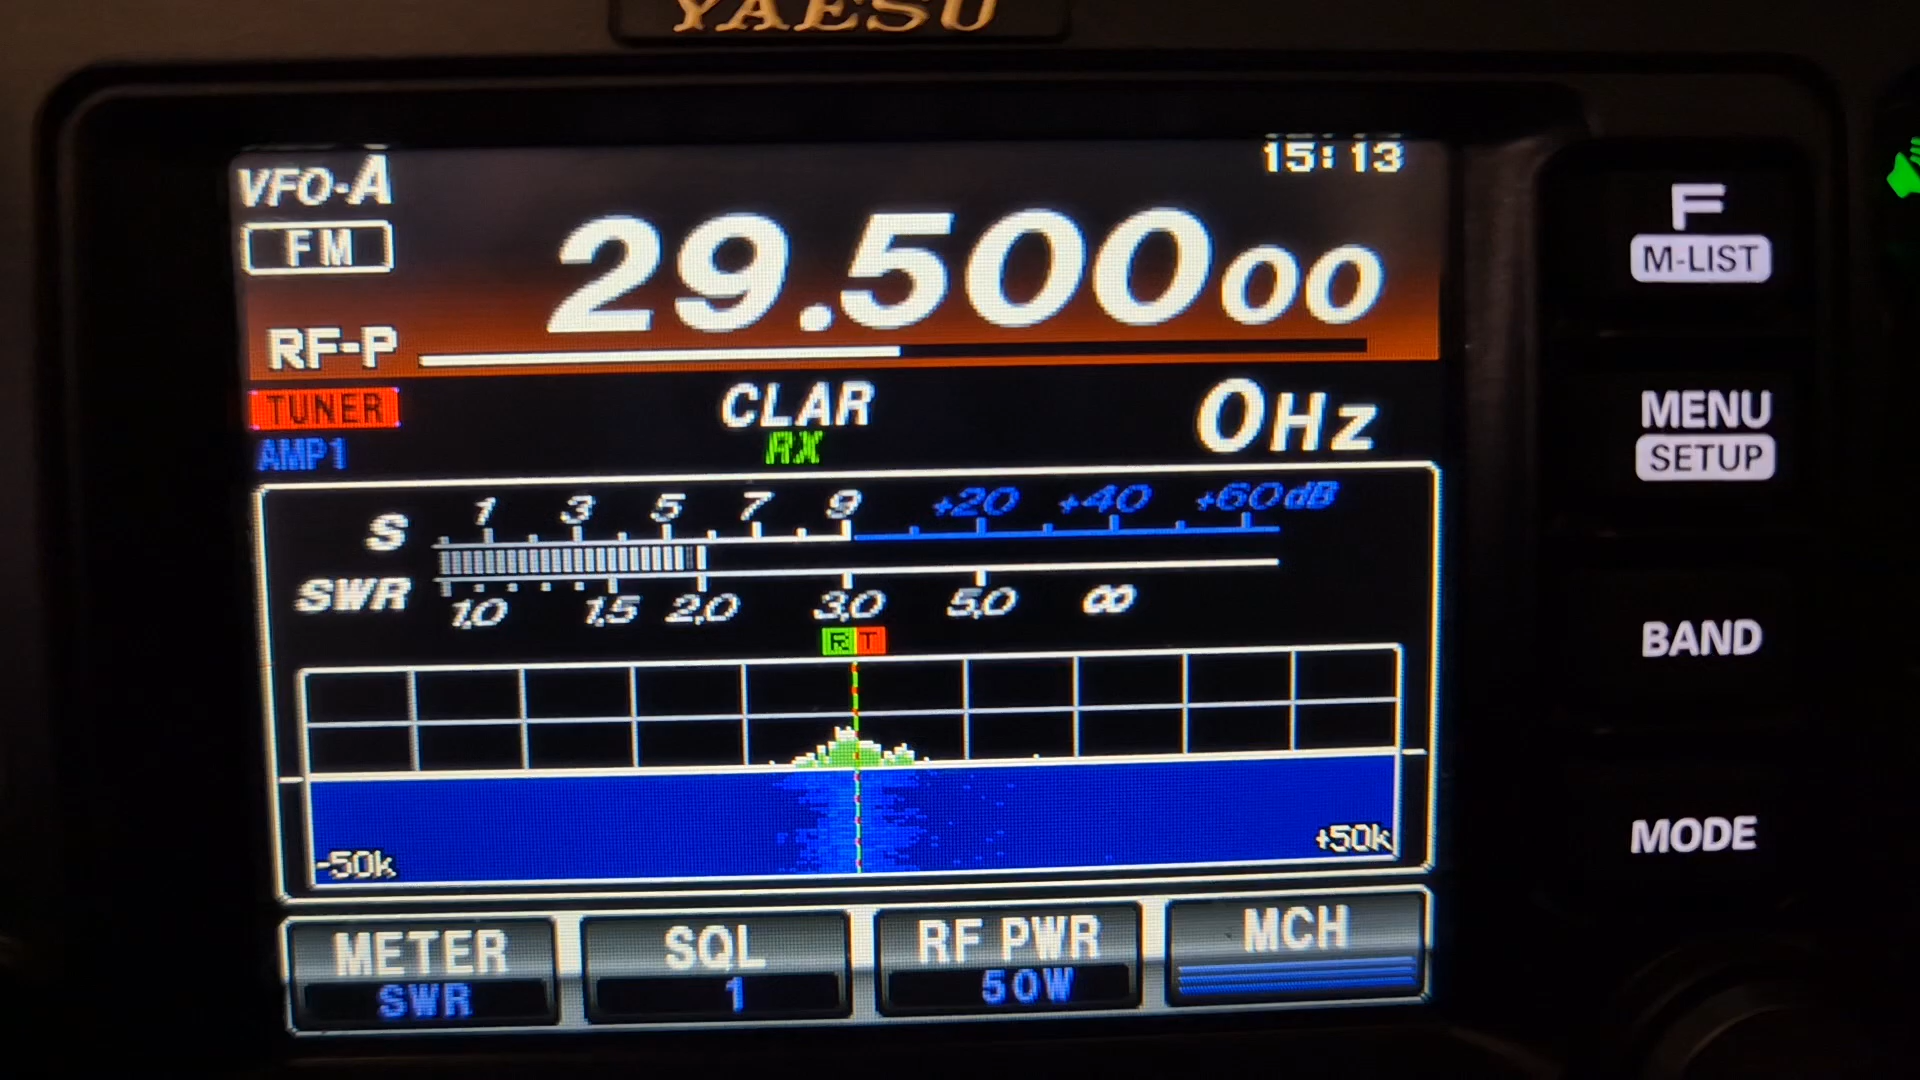 YAESU
15:13
VFO-A
FM
29.50000
RF-P
TUNER
AMP1
CLAR
RX
0Hz
S 1 3 5 7 9 +20 +40 +60dB
SWR 1,0 1,5 2,0 3,0 5,0 ∞
R T
-50k +50k
METER
SWR
SQL
1
RF PWR
50W
MCH
F
M-LIST
MENU
SETUP
BAND
MODE